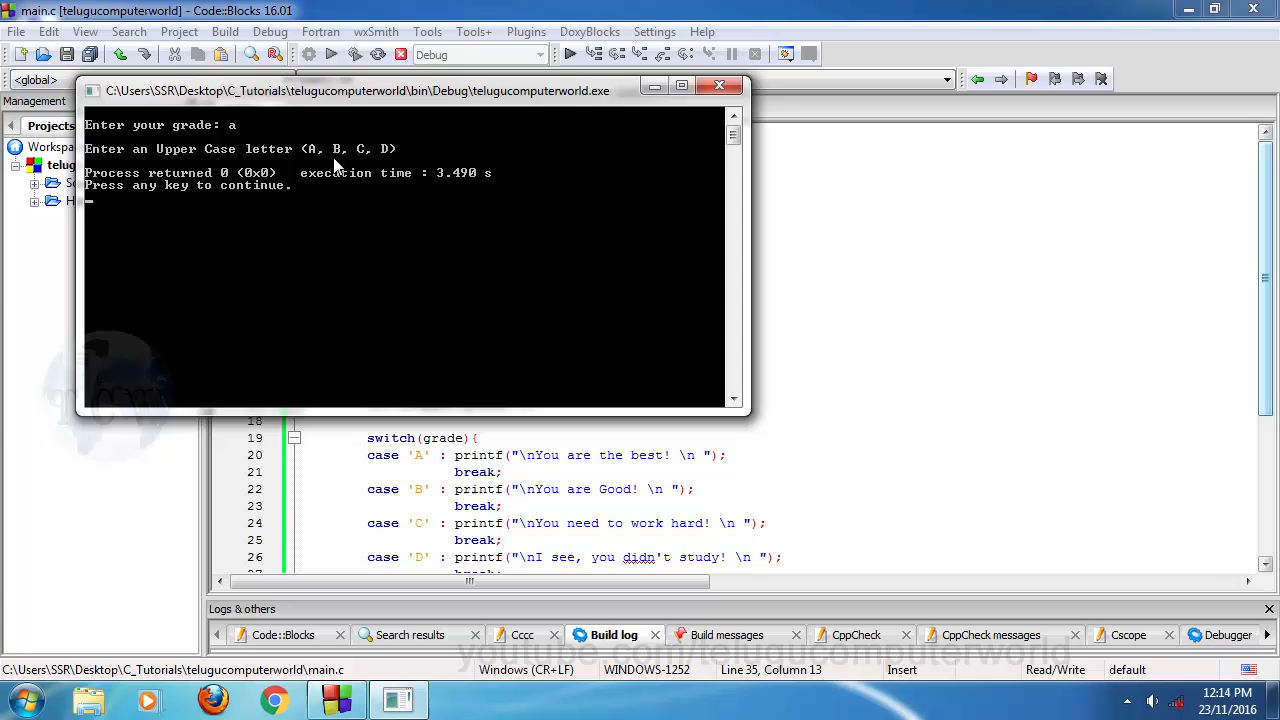 main.c [telugucomputerworld] - Code::Blocks 16.01
File Edit View Search Project Build Debug Fortran wxSmith Tools Tools+ Plugins DoxyBlocks Settings Help
Debug
<global>
Management
C:\Users\SSR\Desktop\C_Tutorials\telugucomputerworld\bin\Debug\telugucomputerworld.exe
Projects
Enter your grade: a
Enter an Upper Case letter (A, B, C, D)
Process returned 0 (0x0)   execution time : 3.490 s
Press any key to continue.
TCW
18
19 switch(grade){
20 case 'A' : printf("\nYou are the best! \n ");
21 break;
22 case 'B' : printf("\nYou are Good! \n ");
23 break;
24 case 'C' : printf("\nYou need to work hard! \n ");
25 break;
26 case 'D' : printf("\nI see, you didn't study! \n ");
Logs & others
Code::Blocks Search results Cccc Build log Build messages CppCheck CppCheck messages Cscope Debugger
youtube.com/telugucomputerworld
C:\Users\SSR\Desktop\C_Tutorials\telugucomputerworld\main.c Windows (CR+LF) WINDOWS-1252 Line 35, Column 13 Insert Read/Write default
12:14 PM
23/11/2016